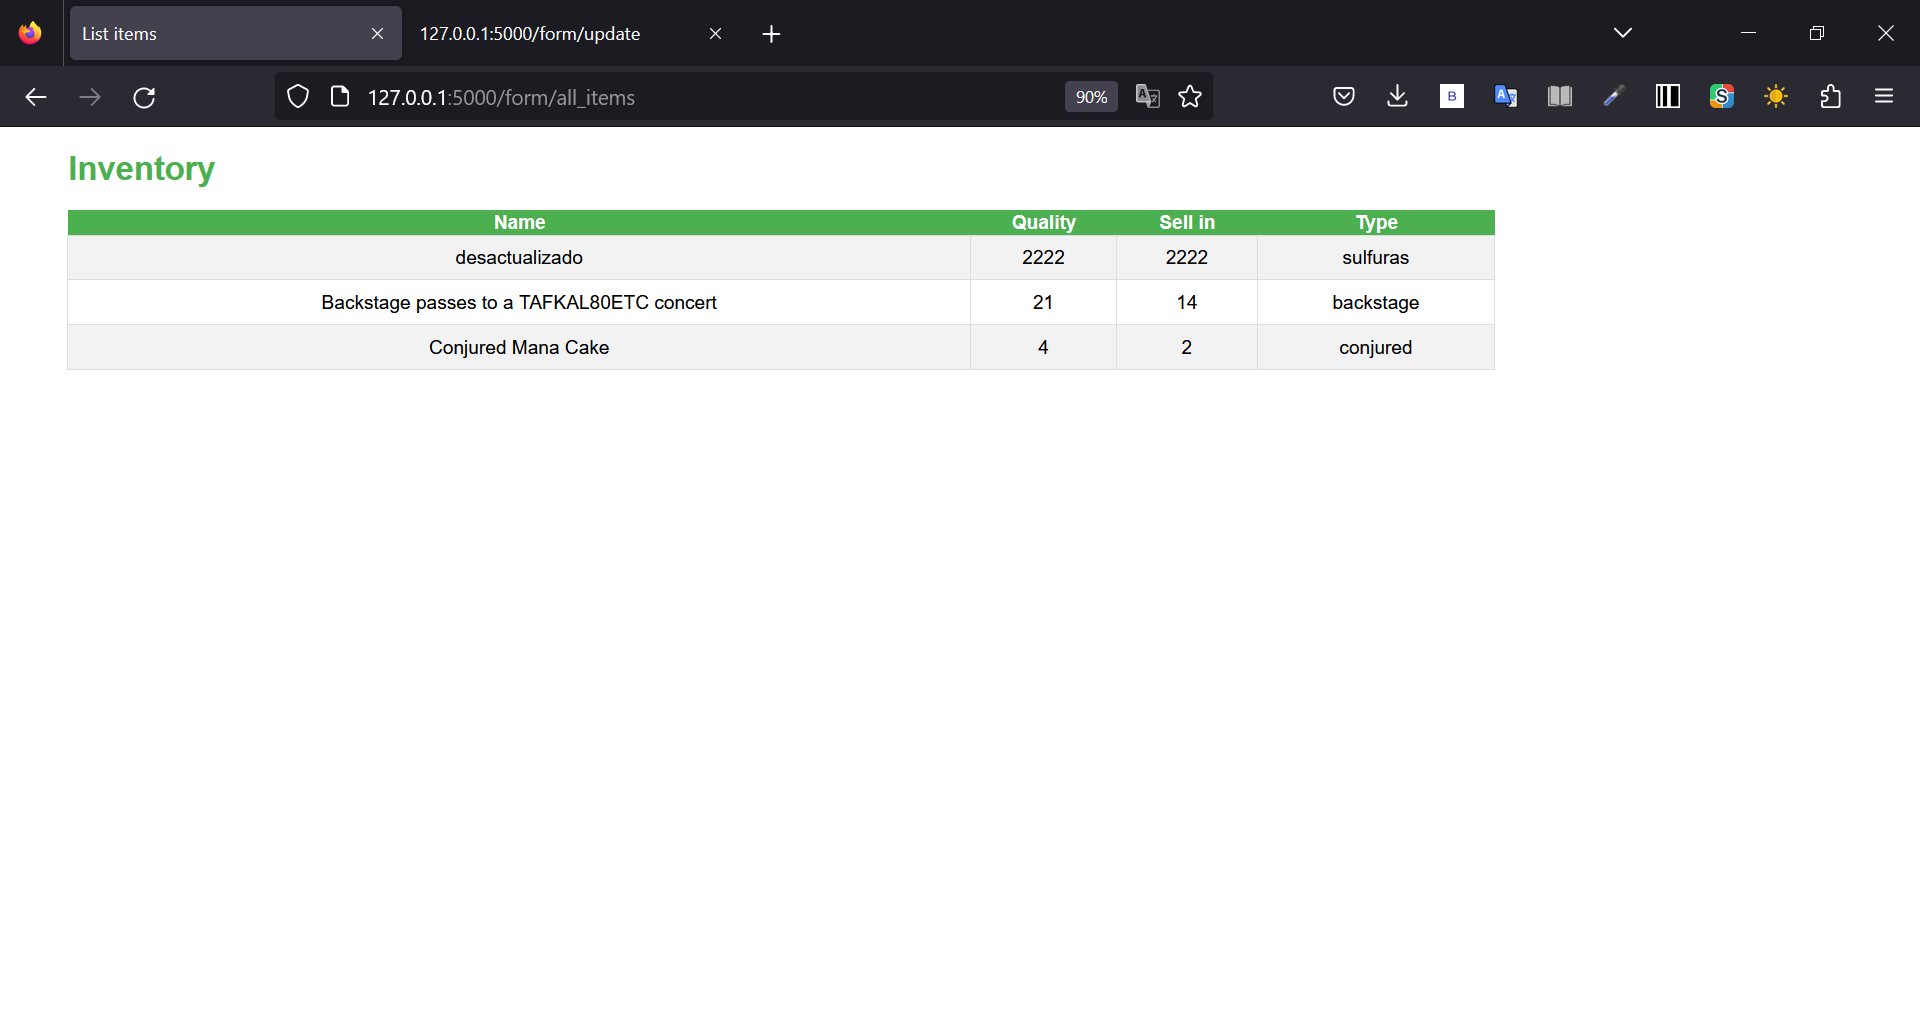 List items
127.0.0.1:5000/form/update
127.0.0.1:5000/form/all_items
90%
B
Inventory
Name Quality Sell in Type
desactualizado 2222 2222 sulfuras
Backstage passes to a TAFKAL80ETC concert 21 14 backstage
Conjured Mana Cake 4 2 conjured